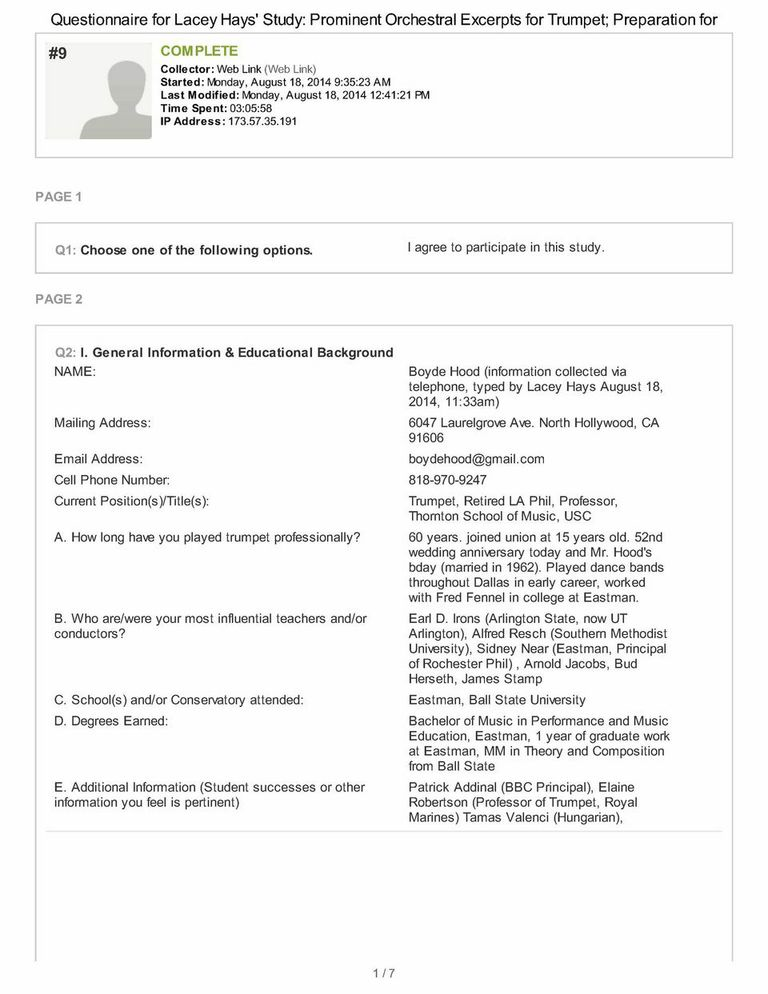 Questionnaire for Lacey Hays' Study: Prominent Orchestral Excerpts for Trumpet; Preparation for
#9
COMPLETE
Collector: Web Link (Web Link)
Started: Monday, August 18, 2014 9:35:23 AM
Last Modified: Monday, August 18, 2014 12:41:21 PM
Time Spent: 03:05:58
IP Address: 173.57.35.191
PAGE 1
Q1: Choose one of the following options.
I agree to participate in this study.
PAGE 2
Q2: I. General Information & Educational Background
NAME:
Boyde Hood (information collected via
telephone, typed by Lacey Hays August 18,
2014, 11:33am)
Mailing Address:
6047 Laurelgrove Ave. North Hollywood, CA
91606
Email Address:
boydehood@gmail.com
Cell Phone Number:
818-970-9247
Current Position(s)/Title(s):
Trumpet, Retired LA Phil, Professor,
Thornton School of Music, USC
A. How long have you played trumpet professionally?
60 years. joined union at 15 years old. 52nd
wedding anniversary today and Mr. Hood's
bday (married in 1962). Played dance bands
throughout Dallas in early career, worked
with Fred Fennel in college at Eastman.
B. Who are/were your most influential teachers and/or
conductors?
Earl D. Irons (Arlington State, now UT
Arlington), Alfred Resch (Southern Methodist
University), Sidney Near (Eastman, Principal
of Rochester Phil) , Arnold Jacobs, Bud
Herseth, James Stamp
C. School(s) and/or Conservatory attended:
Eastman, Ball State University
D. Degrees Earned:
Bachelor of Music in Performance and Music
Education, Eastman, 1 year of graduate work
at Eastman, MM in Theory and Composition
from Ball State
E. Additional Information (Student successes or other
information you feel is pertinent)
Patrick Addinal (BBC Principal), Elaine
Robertson (Professor of Trumpet, Royal
Marines) Tamas Valenci (Hungarian),
1 / 7